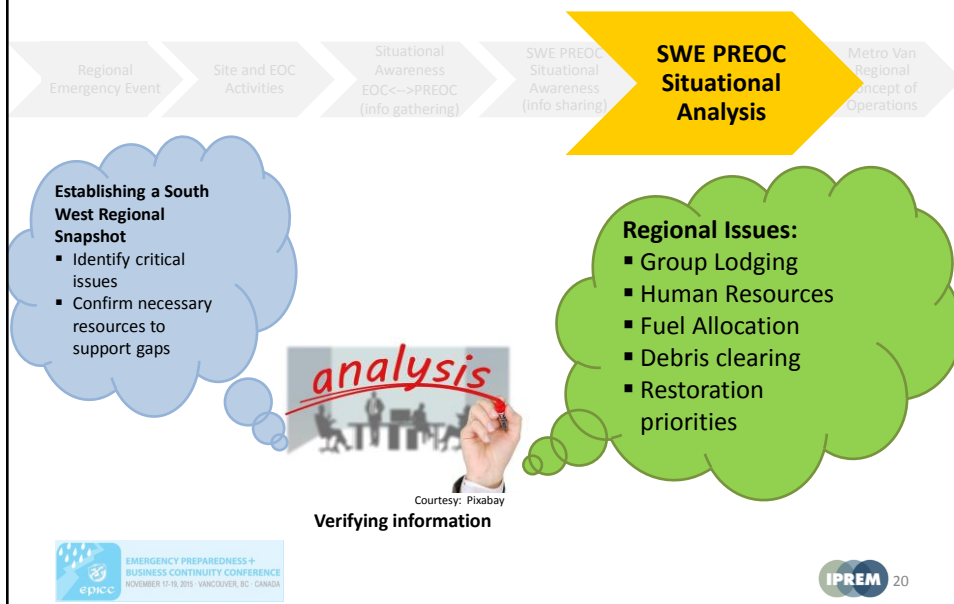 Regional
Emergency Event
Site and EOC
Activities
Situational
Awareness
EOC<-->PREOC
(info gathering)
SWE PREOC
Situational
Awareness
(info sharing)
SWE PREOC
Situational
Analysis
Metro Van
Regional
oncept of
Operations
Establishing a South
West Regional
Snapshot
▪ Identify critical
issues
▪ Confirm necessary
resources to
support gaps
Regional Issues:
▪ Group Lodging
▪ Human Resources
▪ Fuel Allocation
▪ Debris clearing
▪ Restoration
priorities
analysis
Courtesy: Pixabay
Verifying information
epicc
EMERGENCY PREPAREDNESS +
BUSINESS CONTINUITY CONFERENCE
NOVEMBER 17-19, 2015 · VANCOUVER, BC · CANADA
IPREM 20